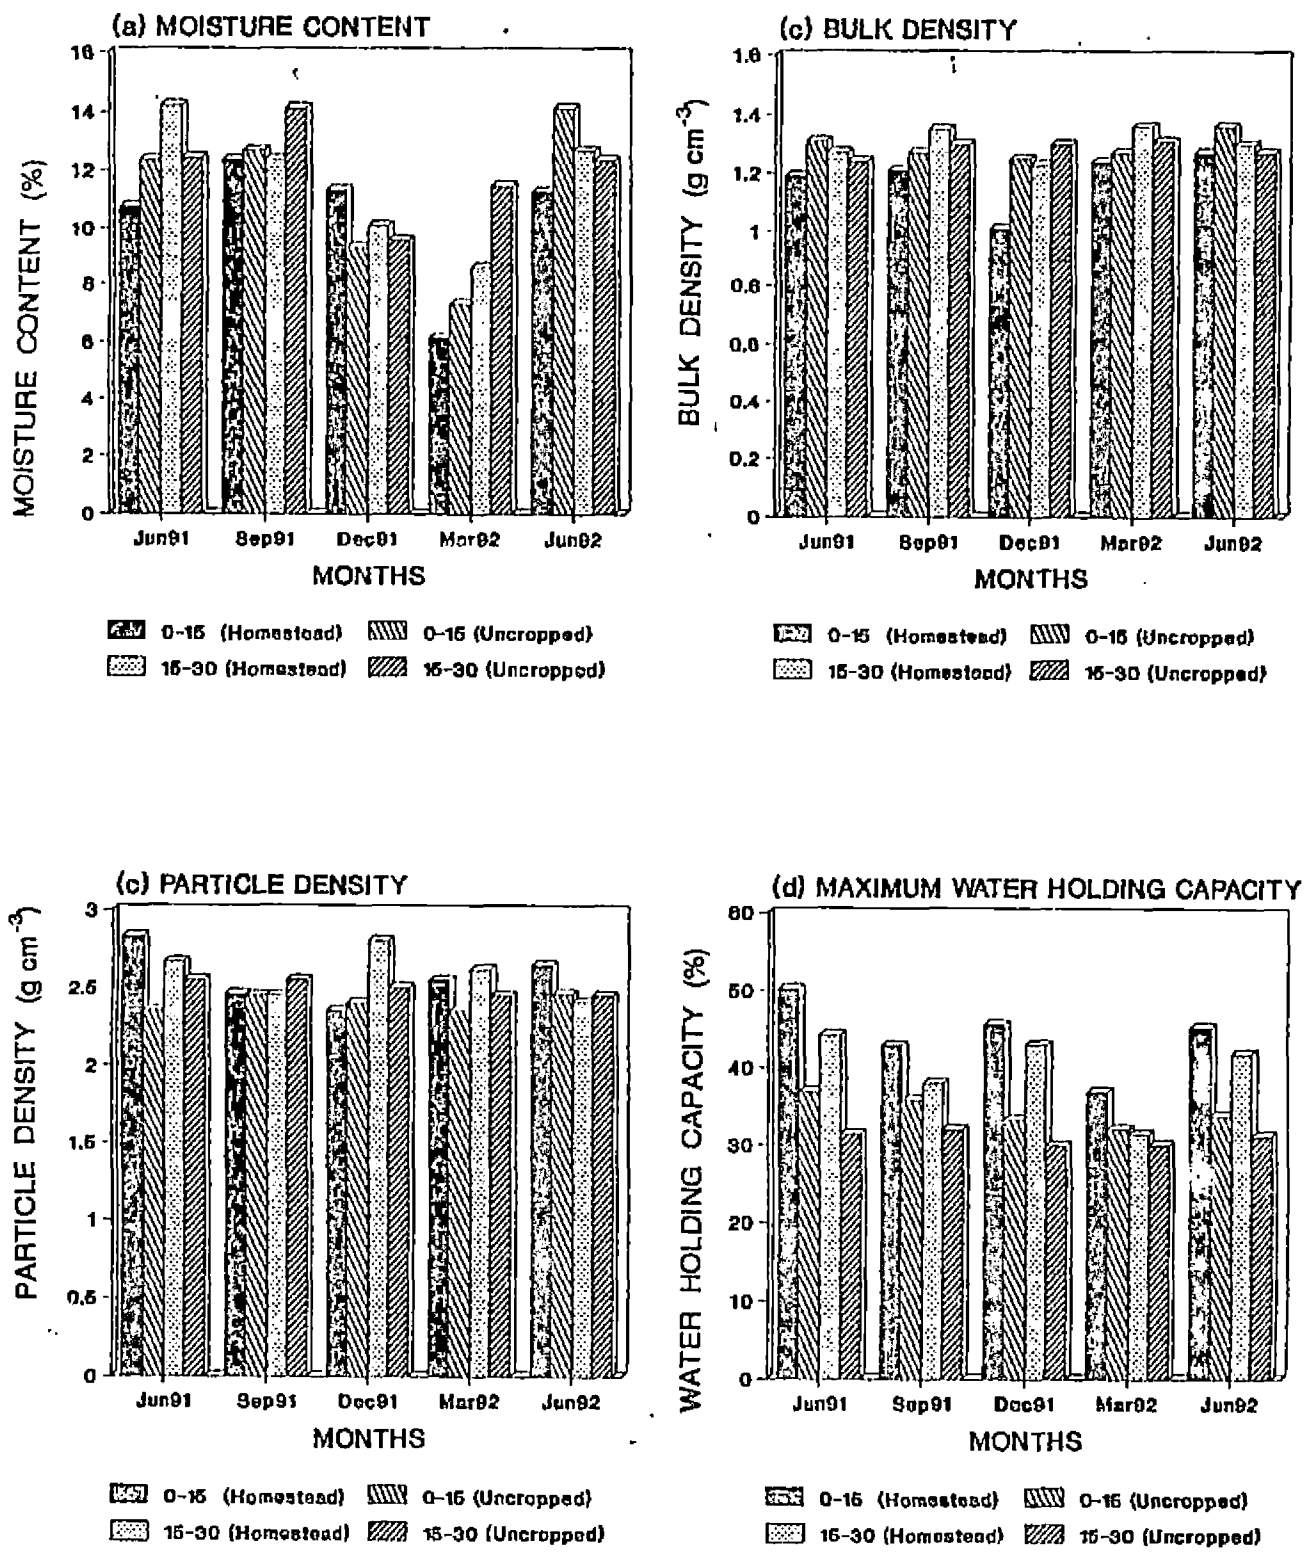 (a) MOISTURE CONTENT
MOISTURE CONTENT (%)
16
14
12
10
8
6
4
2
0
Jun91 Sep91 Dec91 Mar92 Jun92
MONTHS
0-15 (Homestead) 0-15 (Uncropped)
15-30 (Homestead) 15-30 (Uncropped)
(c) BULK DENSITY
BULK DENSITY (g cm-3)
1.6
1.4
1.2
1
0.8
0.6
0.4
0.2
0
Jun91 Sep91 Dec91 Mar92 Jun92
MONTHS
0-15 (Homestead) 0-15 (Uncropped)
15-30 (Homestead) 15-30 (Uncropped)
(c) PARTICLE DENSITY
PARTICLE DENSITY (g cm-3)
3
2.5
2
1.5
1
0.5
0
Jun91 Sep91 Dec91 Mar92 Jun92
MONTHS
0-15 (Homestead) 0-15 (Uncropped)
15-30 (Homestead) 15-30 (Uncropped)
(d) MAXIMUM WATER HOLDING CAPACITY
WATER HOLDING CAPACITY (%)
60
50
40
30
20
10
0
Jun91 Sep91 Dec91 Mar92 Jun92
MONTHS
0-15 (Homestead) 0-15 (Uncropped)
15-30 (Homestead) 15-30 (Uncropped)